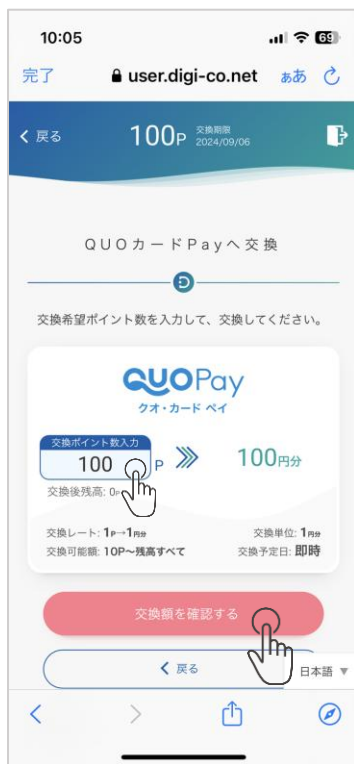 10:05
69
完了 user.digi-co.net ああ
戻る 100P 交換期限
2024/09/06
QUOカードPayへ交換
交換希望ポイント数を入力して、交換してください。
QUOPay
クオ・カード ペイ
交換ポイント数入力
100 P 100円分
交換後残高: 0P
交換レート: 1P→1円分 交換単位: 1円分
交換可能額: 10P～残高すべて 交換予定日: 即時
交換額を確認する
戻る
日本語